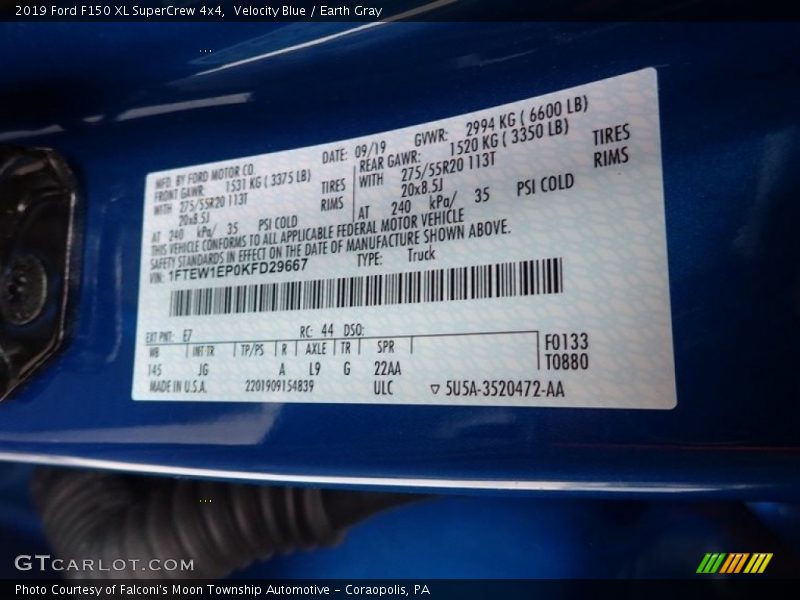 2019 Ford F150 XL SuperCrew 4x4, Velocity Blue / Earth Gray
MFD. BY FORD MOTOR CO.
DATE: 09/19
GVWR: 2994 KG ( 6600 LB)
FRONT GAWR: 1531 KG ( 3375 LB)
REAR GAWR: 1520 KG ( 3350 LB)
WITH 275/55R20 113T TIRES
WITH 275/55R20 113T TIRES
20x8.5J RIMS
20x8.5J RIMS
AT 240 kPa/ 35 PSI COLD
AT 240 kPa/ 35 PSI COLD
THIS VEHICLE CONFORMS TO ALL APPLICABLE FEDERAL MOTOR VEHICLE
SAFETY STANDARDS IN EFFECT ON THE DATE OF MANUFACTURE SHOWN ABOVE.
VIN: 1FTEW1EP0KFD29667
TYPE: Truck
EXT PNT: E7 RC: 44 DSO:
F0133
WB INT TR TP/PS R AXLE TR SPR
T0880
145 JG A L9 G 22AA
MADE IN U.S.A. 2201909154839 ULC ▽ 5U5A-3520472-AA
GTCARLOT.COM
Photo Courtesy of Falconi's Moon Township Automotive - Coraopolis, PA